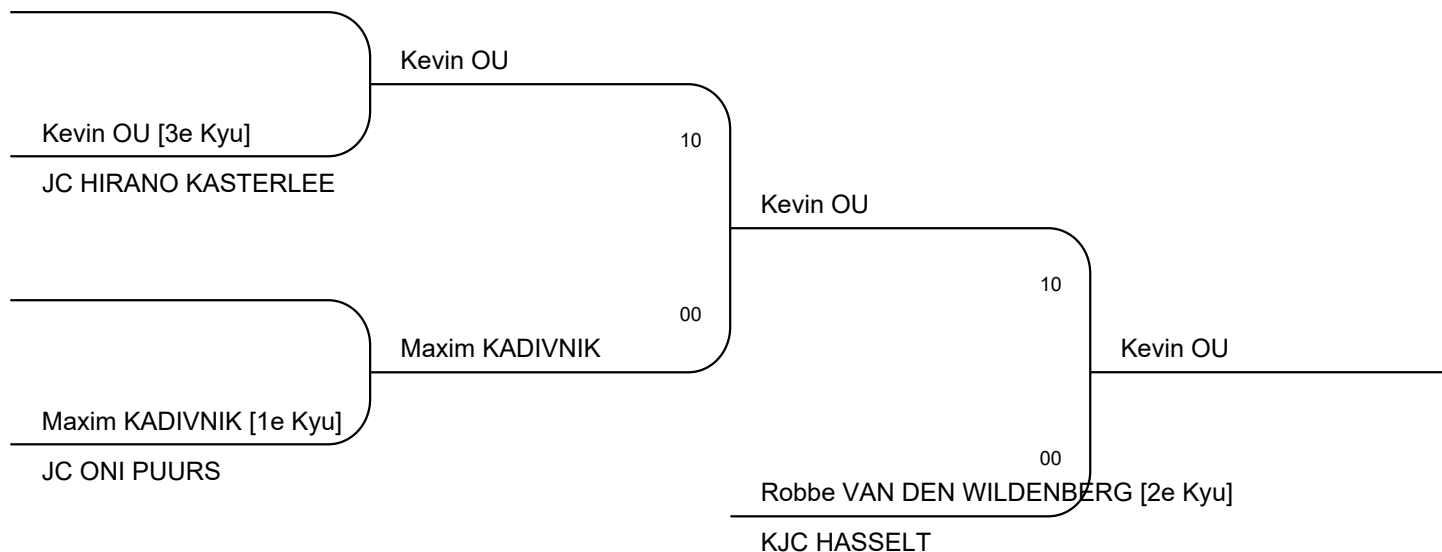 Kevin OU
Kevin OU [3e Kyu]
10
JC HIRANO KASTERLEE
Kevin OU
10
00
Maxim KADIVNIK
Kevin OU
Maxim KADIVNIK [1e Kyu]
00
JC ONI PUURS
Robbe VAN DEN WILDENBERG [2e Kyu]
KJC HASSELT